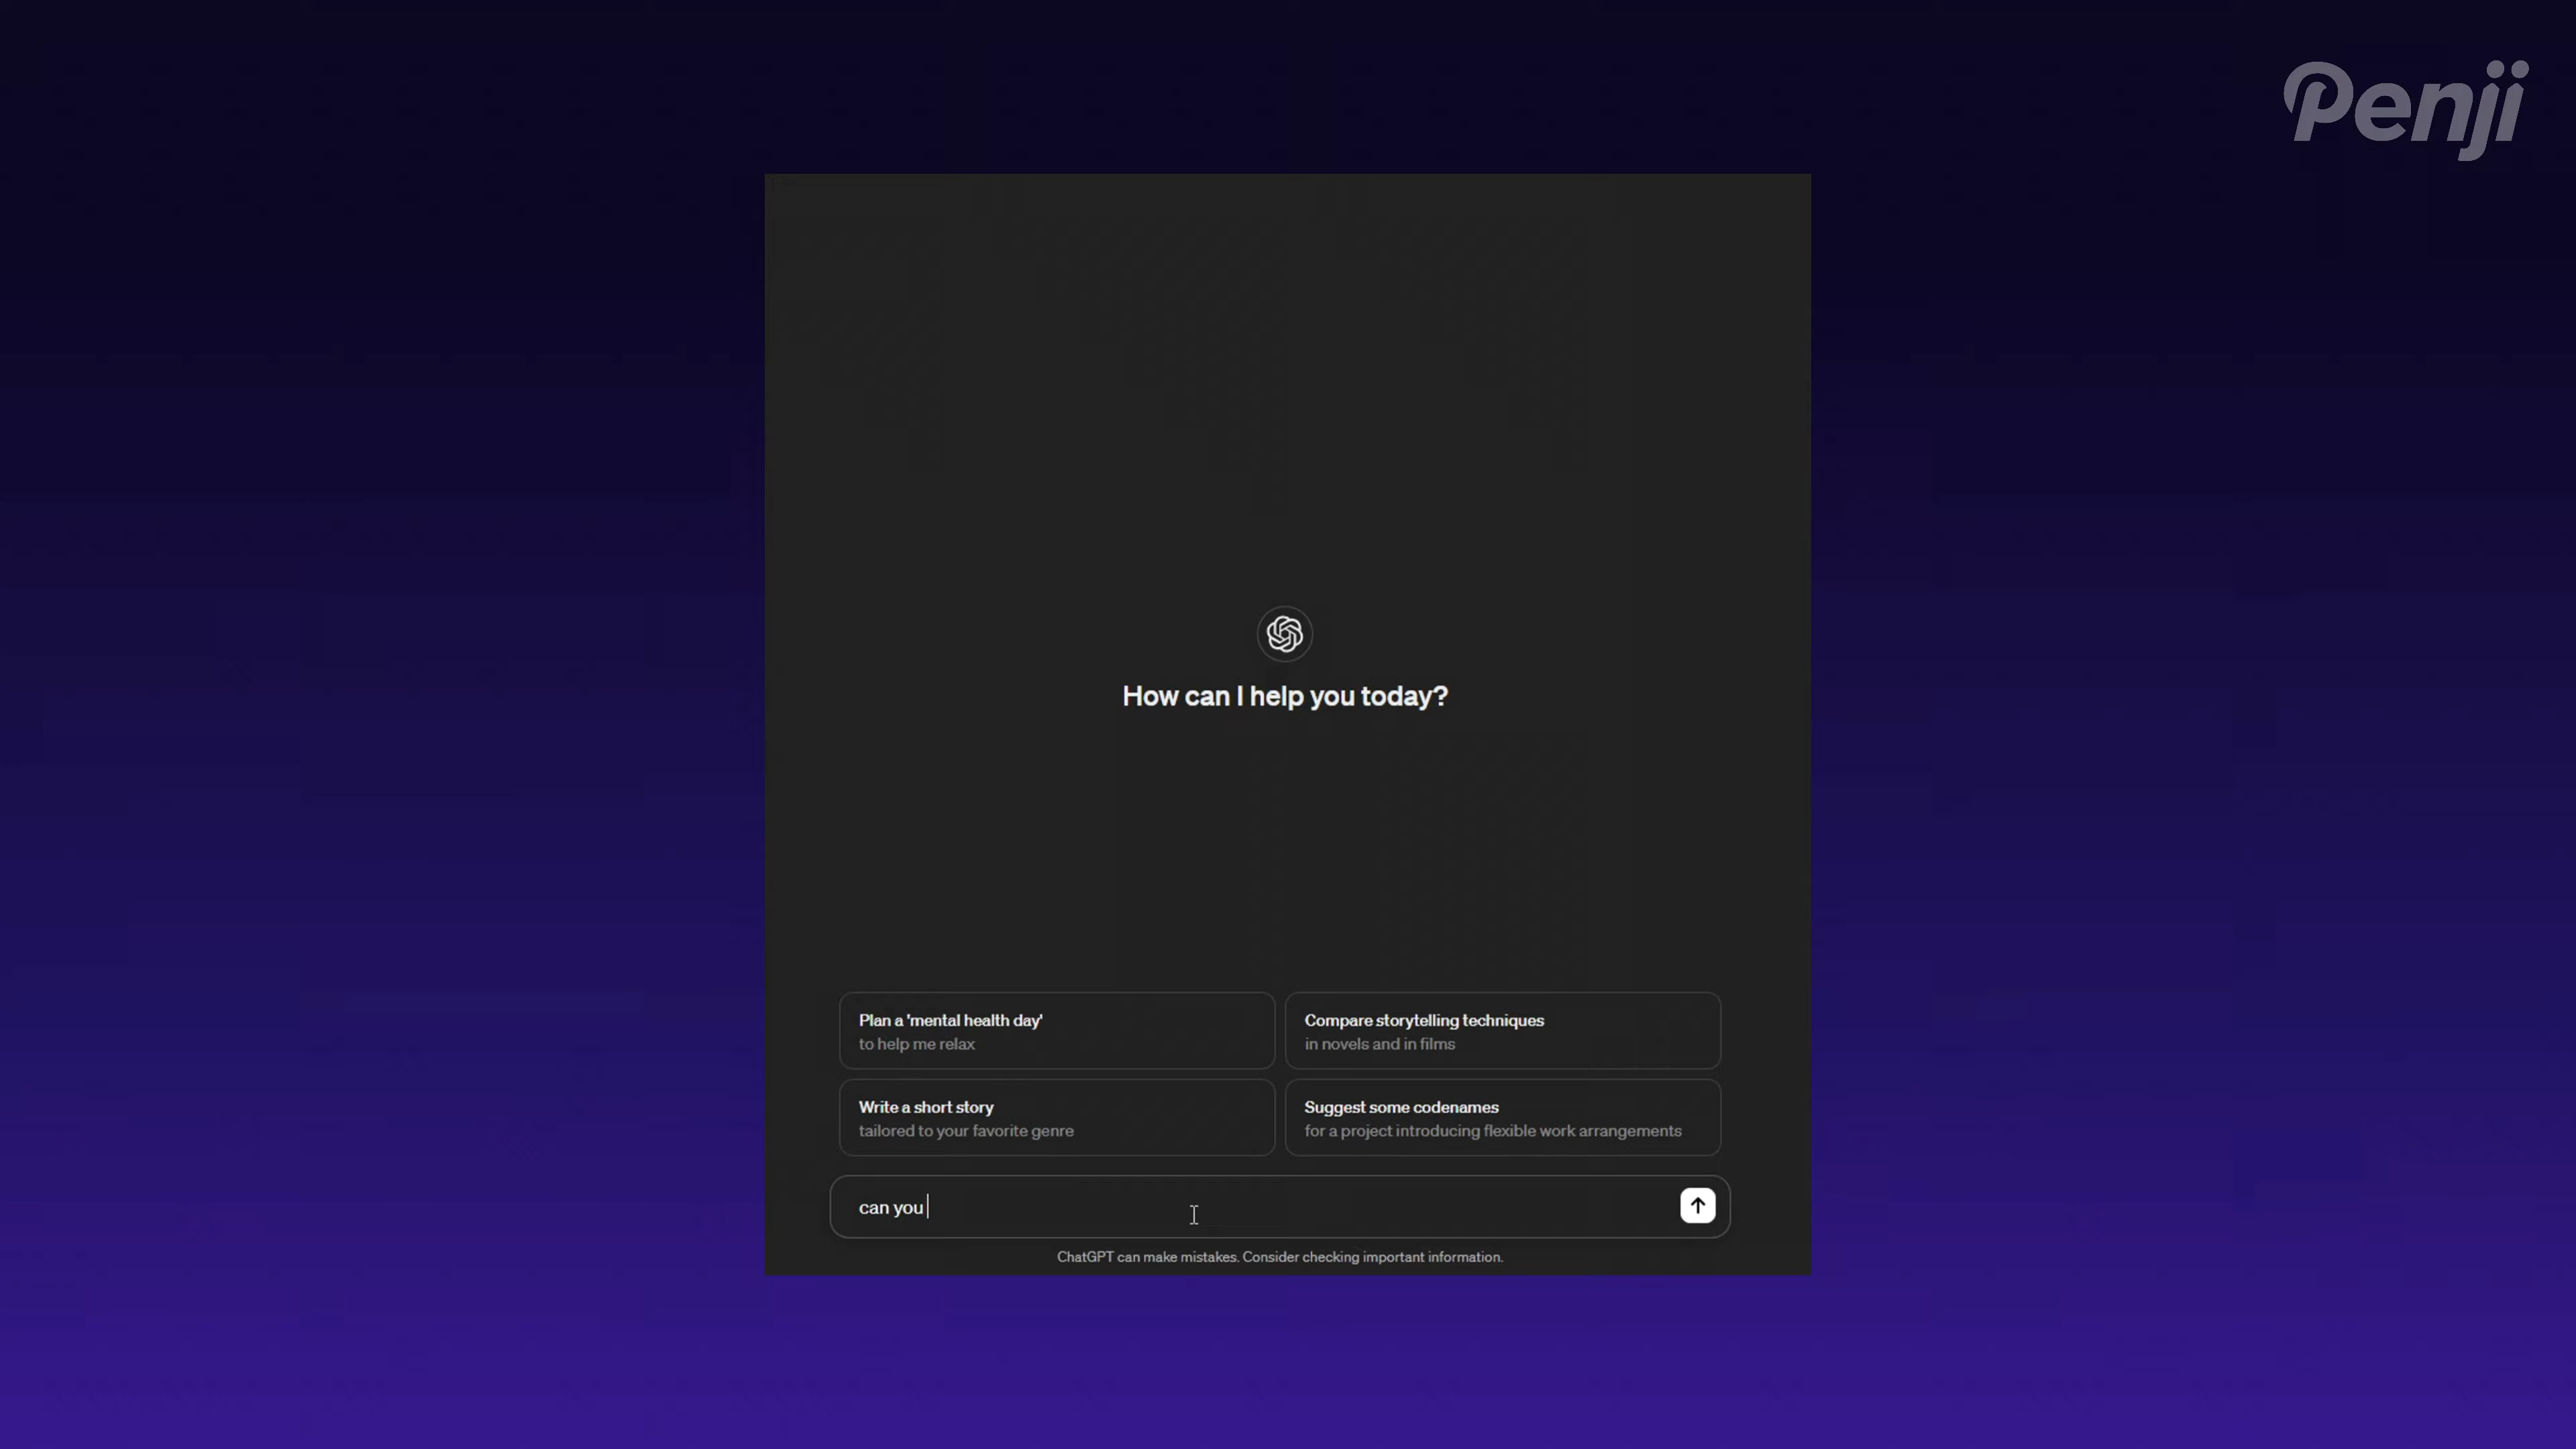 Penji
How can I help you today?
Plan a 'mental health day'
to help me relax
Compare storytelling techniques
in novels and in films
Write a short story
tailored to your favorite genre
Suggest some codenames
for a project introducing flexible work arrangements
can you
ChatGPT can make mistakes. Consider checking important information.